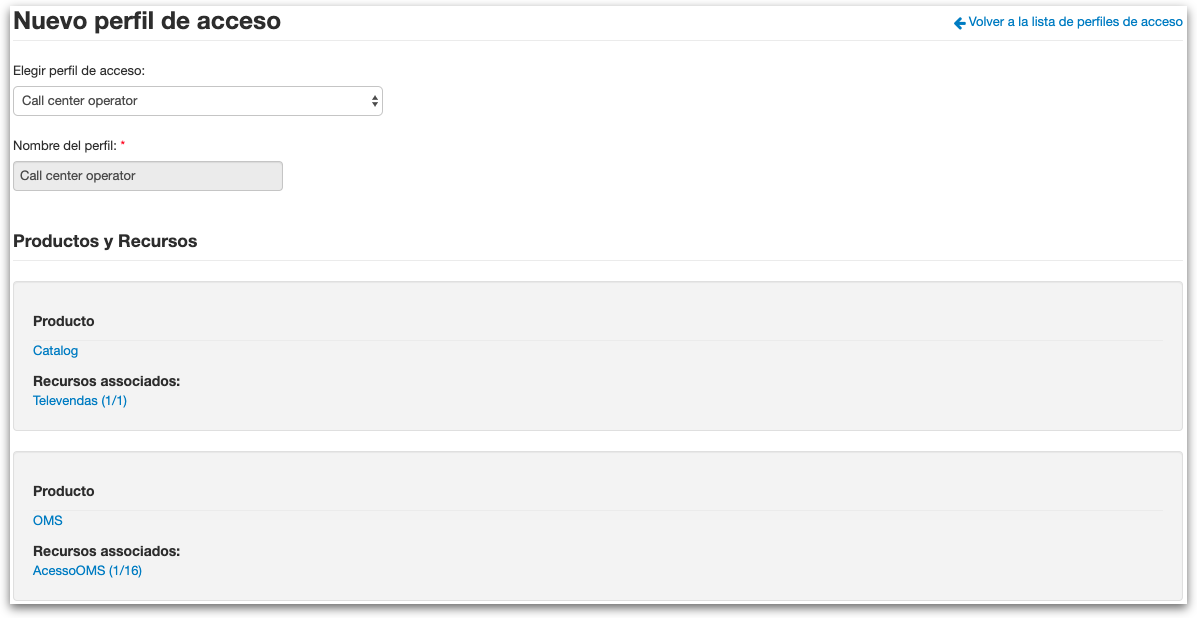 Nuevo perfil de acceso
Volver a la lista de perfiles de acceso
Elegir perfil de acceso:
Call center operator
Nombre del perfil: *
Call center operator
Productos y Recursos
Producto
Catalog
Recursos associados:
Televendas (1/1)
Producto
OMS
Recursos associados:
AcessoOMS (1/16)